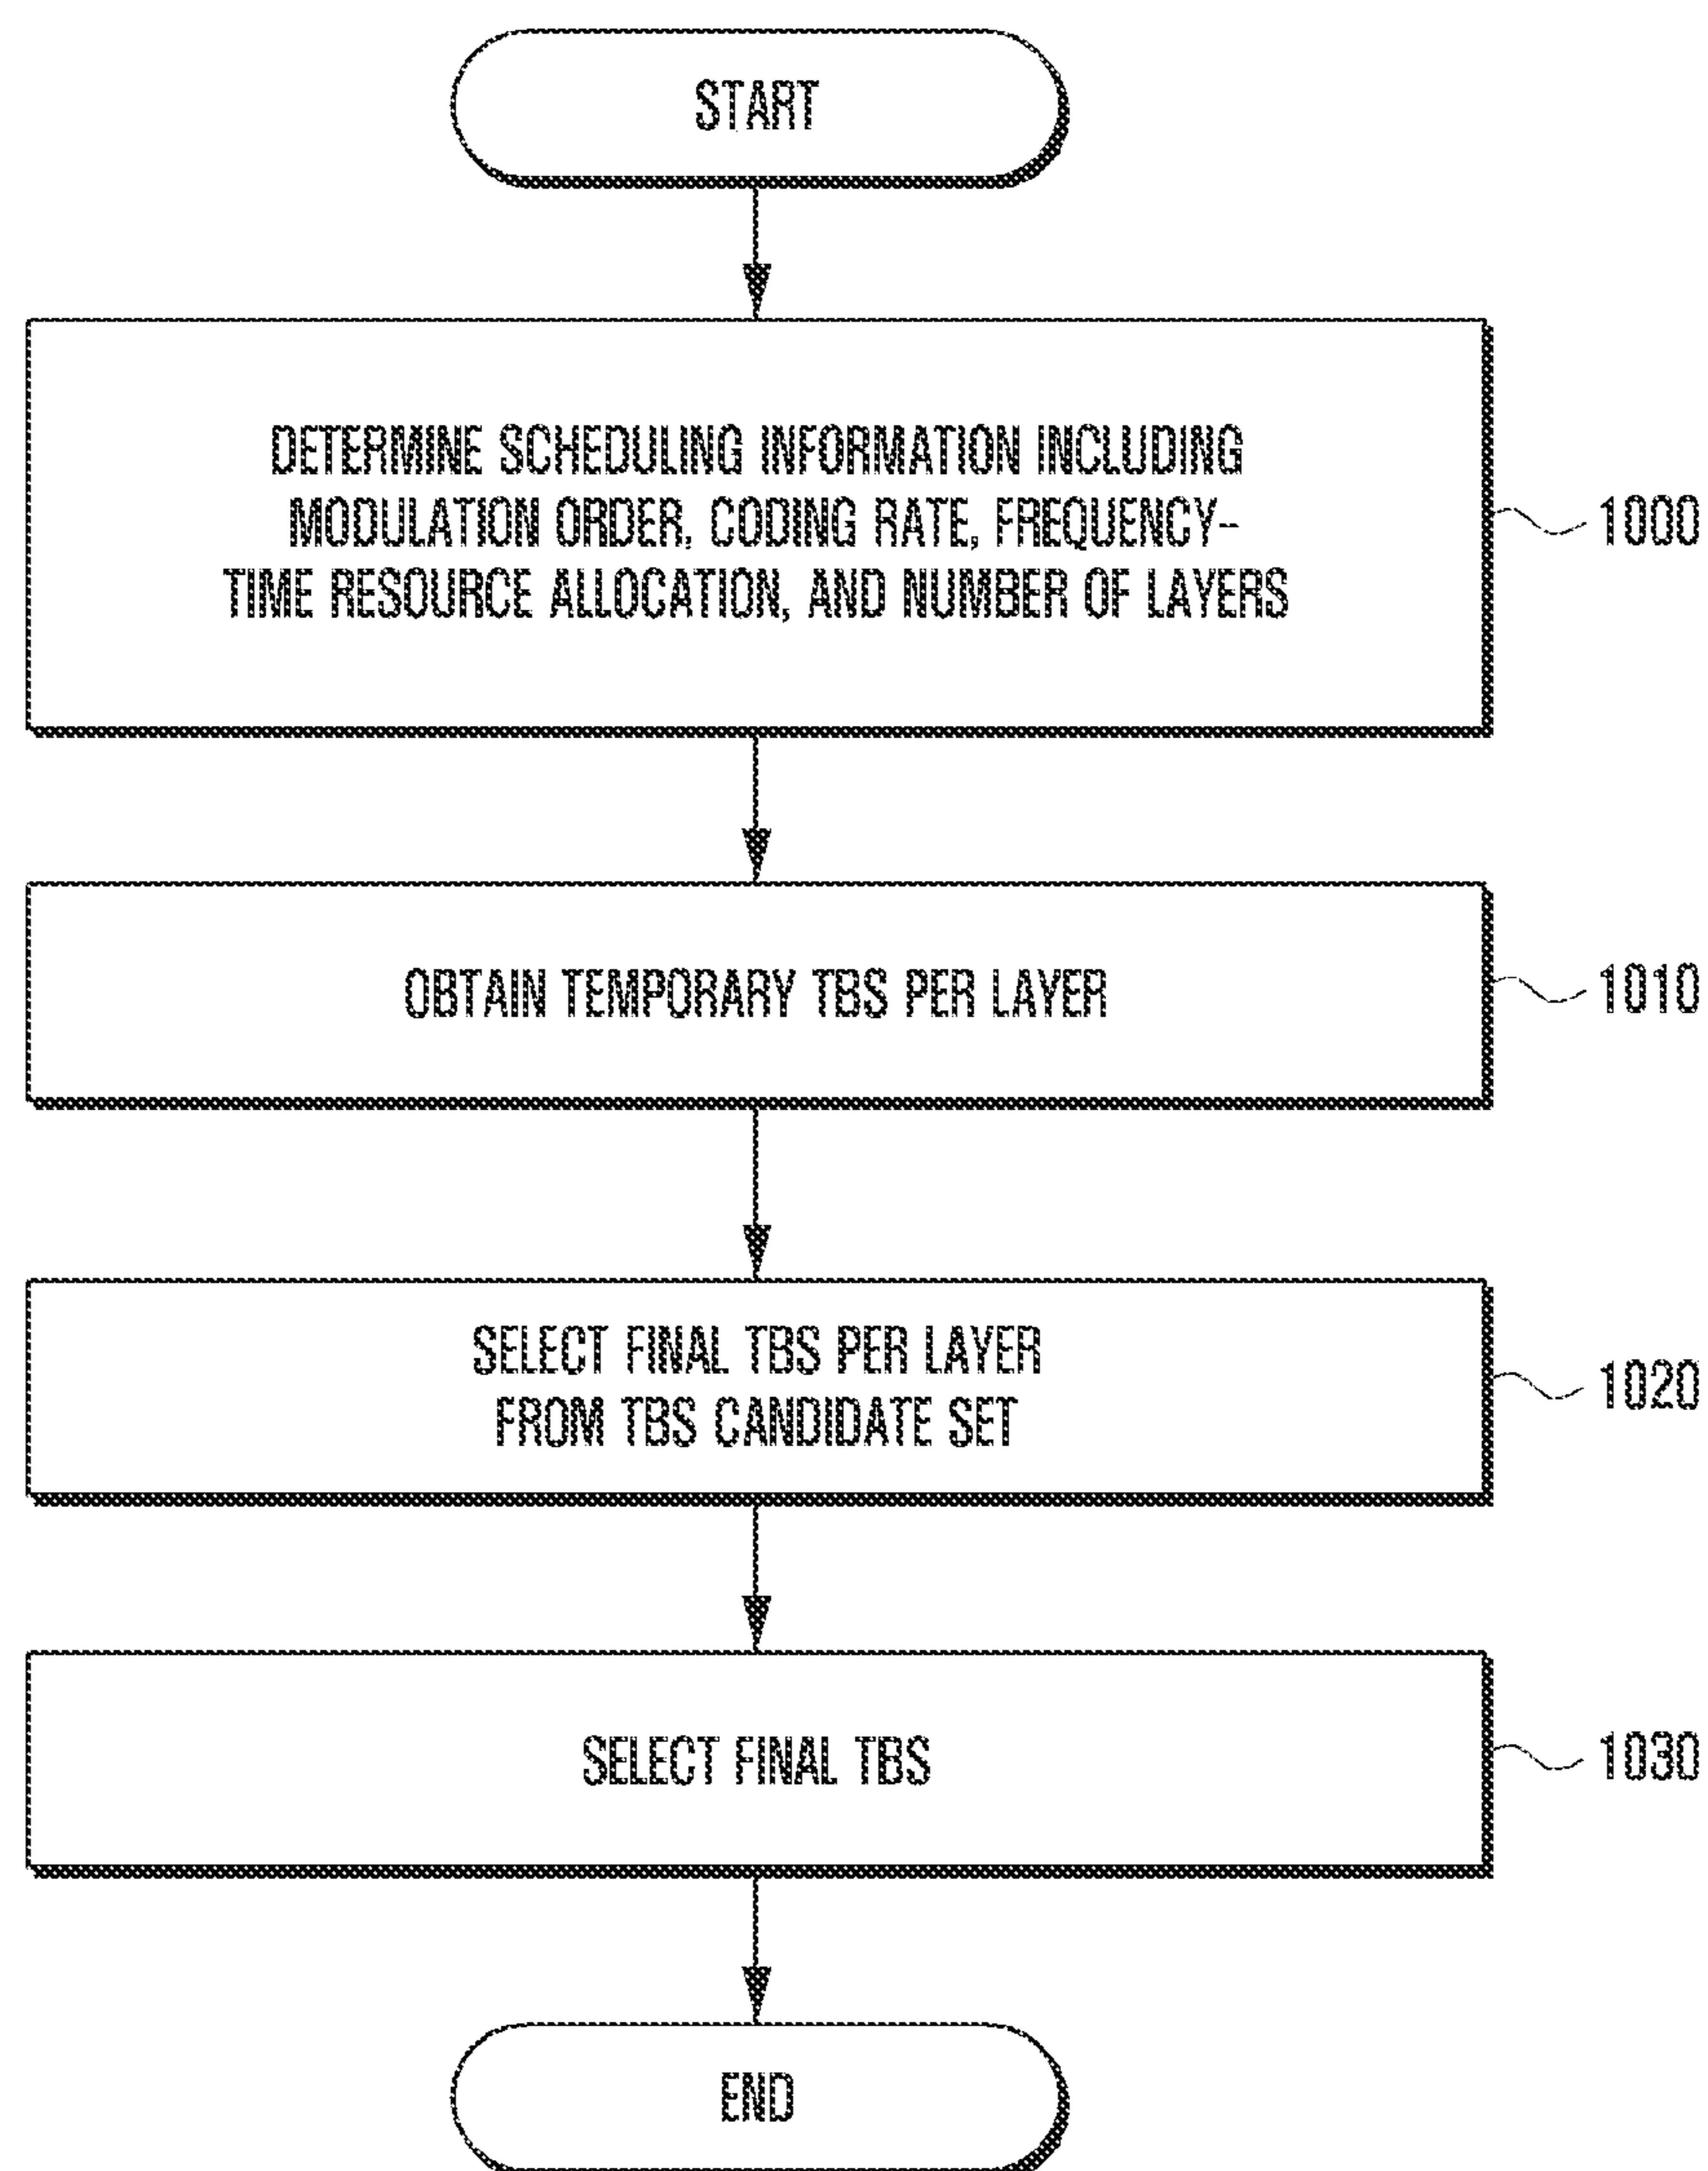 START
DETERMINE SCHEDULING INFORMATION INCLUDING
MODULATION ORDER, CODING RATE, FREQUENCY-
TIME RESOURCE ALLOCATION, AND NUMBER OF LAYERS
1000
OBTAIN TEMPORARY TBS PER LAYER
1010
SELECT FINAL TBS PER LAYER
FROM TBS CANDIDATE SET
1020
SELECT FINAL TBS
1030
END